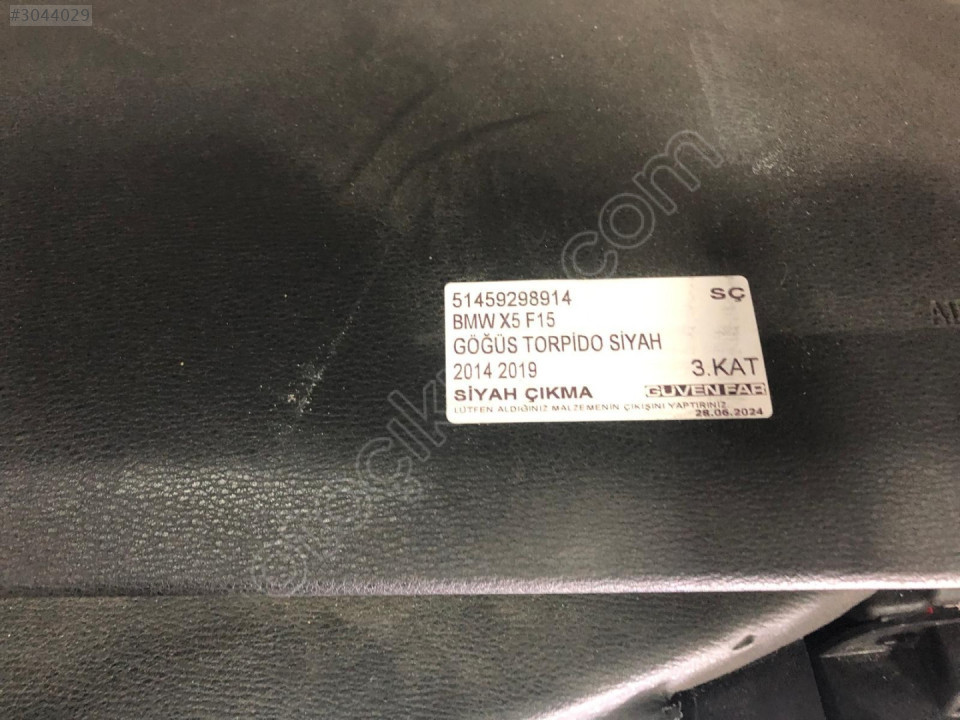 #3044029
51459298914 SÇ
BMW X5 F15
GÖĞÜS TORPİDO SİYAH
2014 2019 3.KAT
SİYAH ÇIKMA GUVEN FAR
LÜTFEN ALDIĞINIZ MALZEMENİN ÇIKIŞINI YAPTIRINIZ
28.06.2024